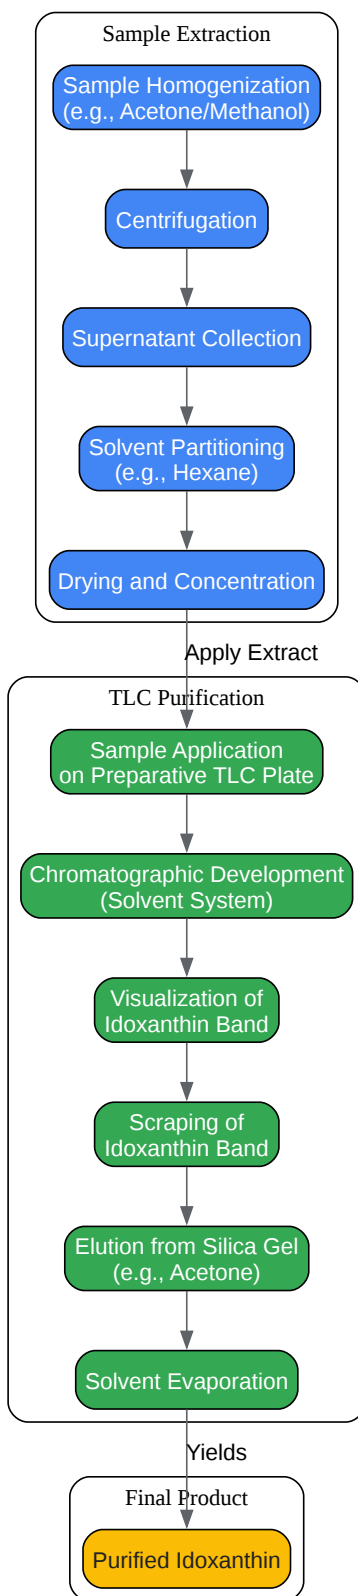 Sample Extraction
Sample Homogenization
(e.g., Acetone/Methanol)
Centrifugation
Supernatant Collection
Solvent Partitioning
(e.g., Hexane)
Drying and Concentration
Apply Extract
TLC Purification
Sample Application
on Preparative TLC Plate
Chromatographic Development
(Solvent System)
Visualization of
Idoxanthin Band
Scraping of
Idoxanthin Band
Elution from Silica Gel
(e.g., Acetone)
Solvent Evaporation
Yields
Final Product
Purified Idoxanthin